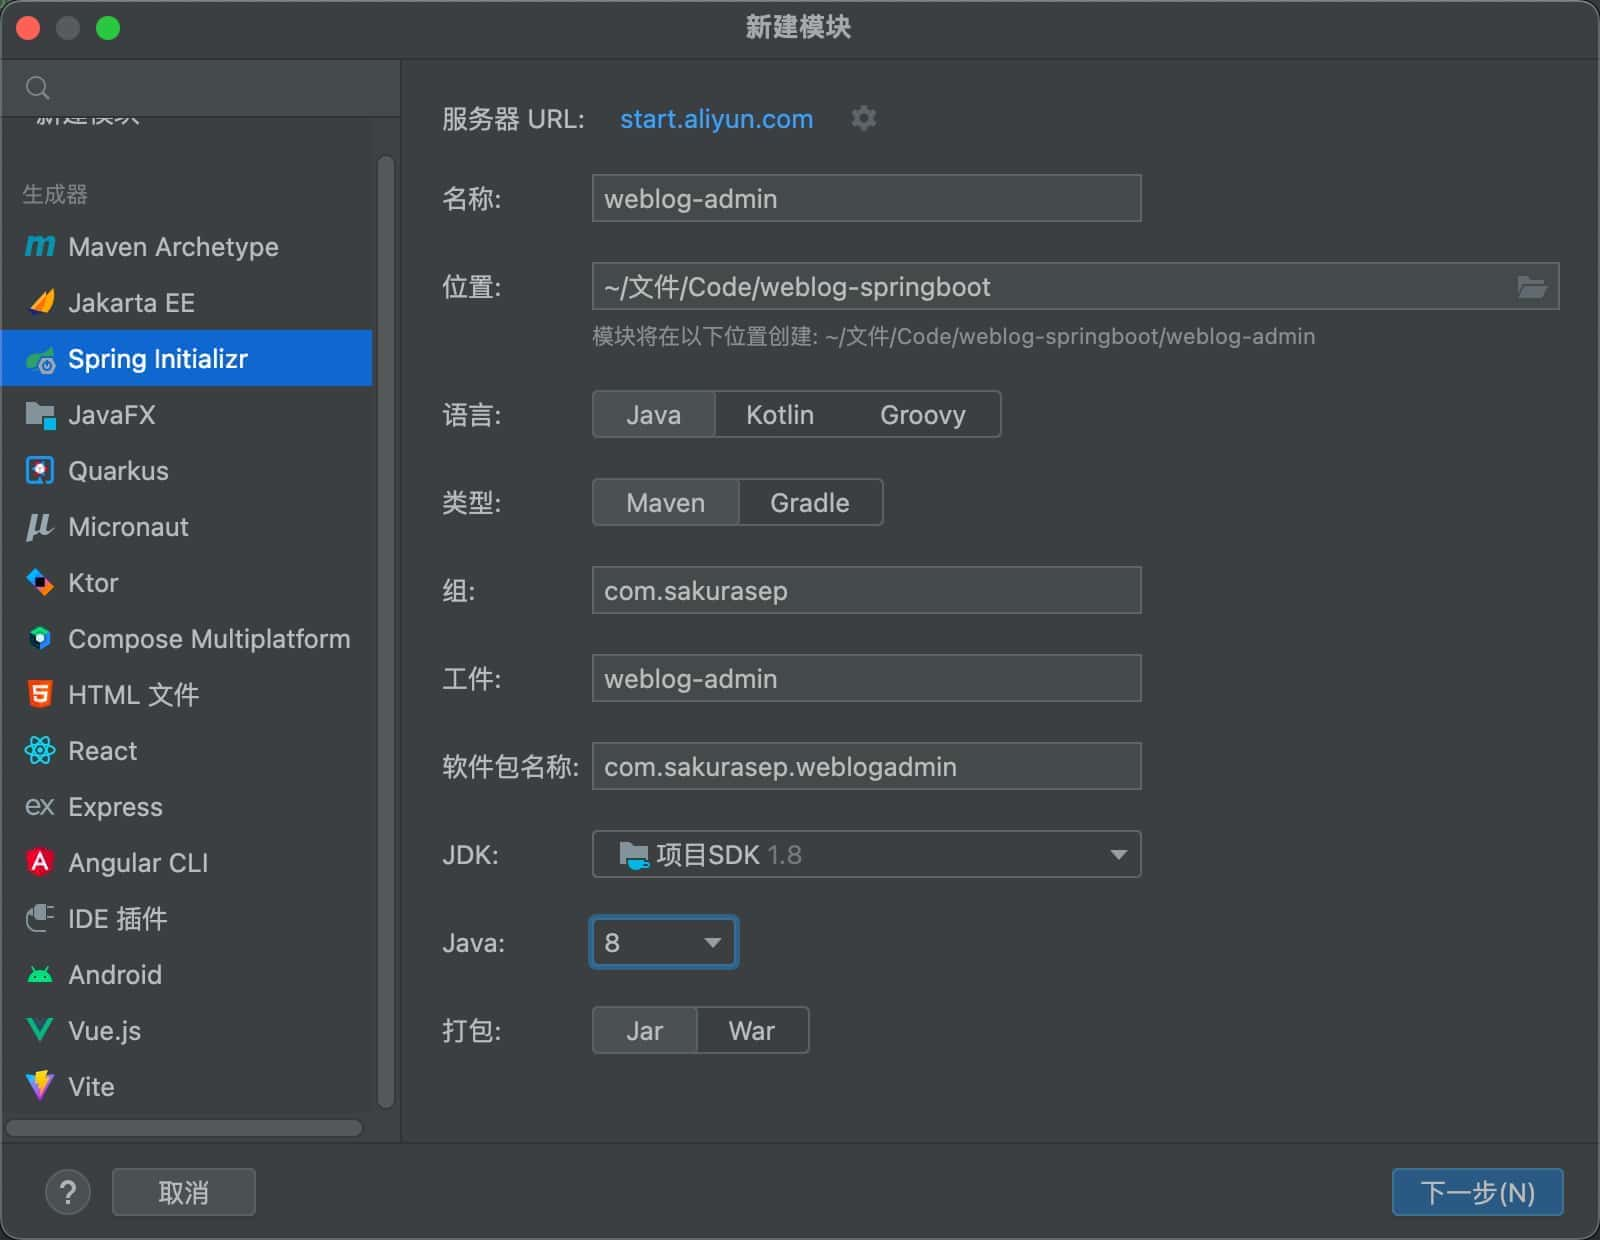 新建模块
新建模块
生成器
Maven Archetype
Jakarta EE
Spring Initializr
JavaFX
Quarkus
Micronaut
Ktor
Compose Multiplatform
HTML 文件
React
ex Express
Angular CLI
IDE 插件
Android
Vue.js
Vite
服务器 URL: start.aliyun.com
名称: weblog-admin
位置: ~/文件/Code/weblog-springboot
模块将在以下位置创建: ~/文件/Code/weblog-springboot/weblog-admin
语言: Java Kotlin Groovy
类型: Maven Gradle
组: com.sakurasep
工件: weblog-admin
软件包名称: com.sakurasep.weblogadmin
JDK: 项目SDK 1.8
Java: 8
打包: Jar War
? 取消 下一步(N)